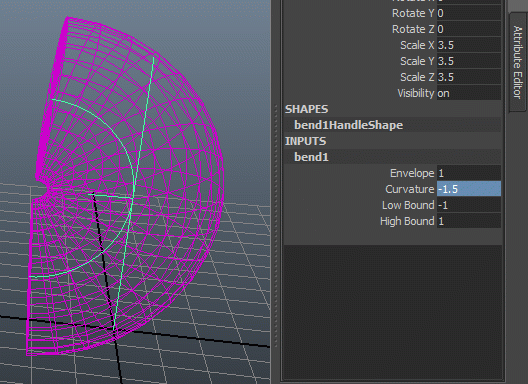 Rotate Y 0
Rotate Z 0
Scale X 3.5
Scale Y 3.5
Scale Z 3.5
Visibility on
SHAPES
bend1HandleShape
INPUTS
bend1
Envelope 1
Curvature -1.5
Low Bound -1
High Bound 1
Attribute Editor